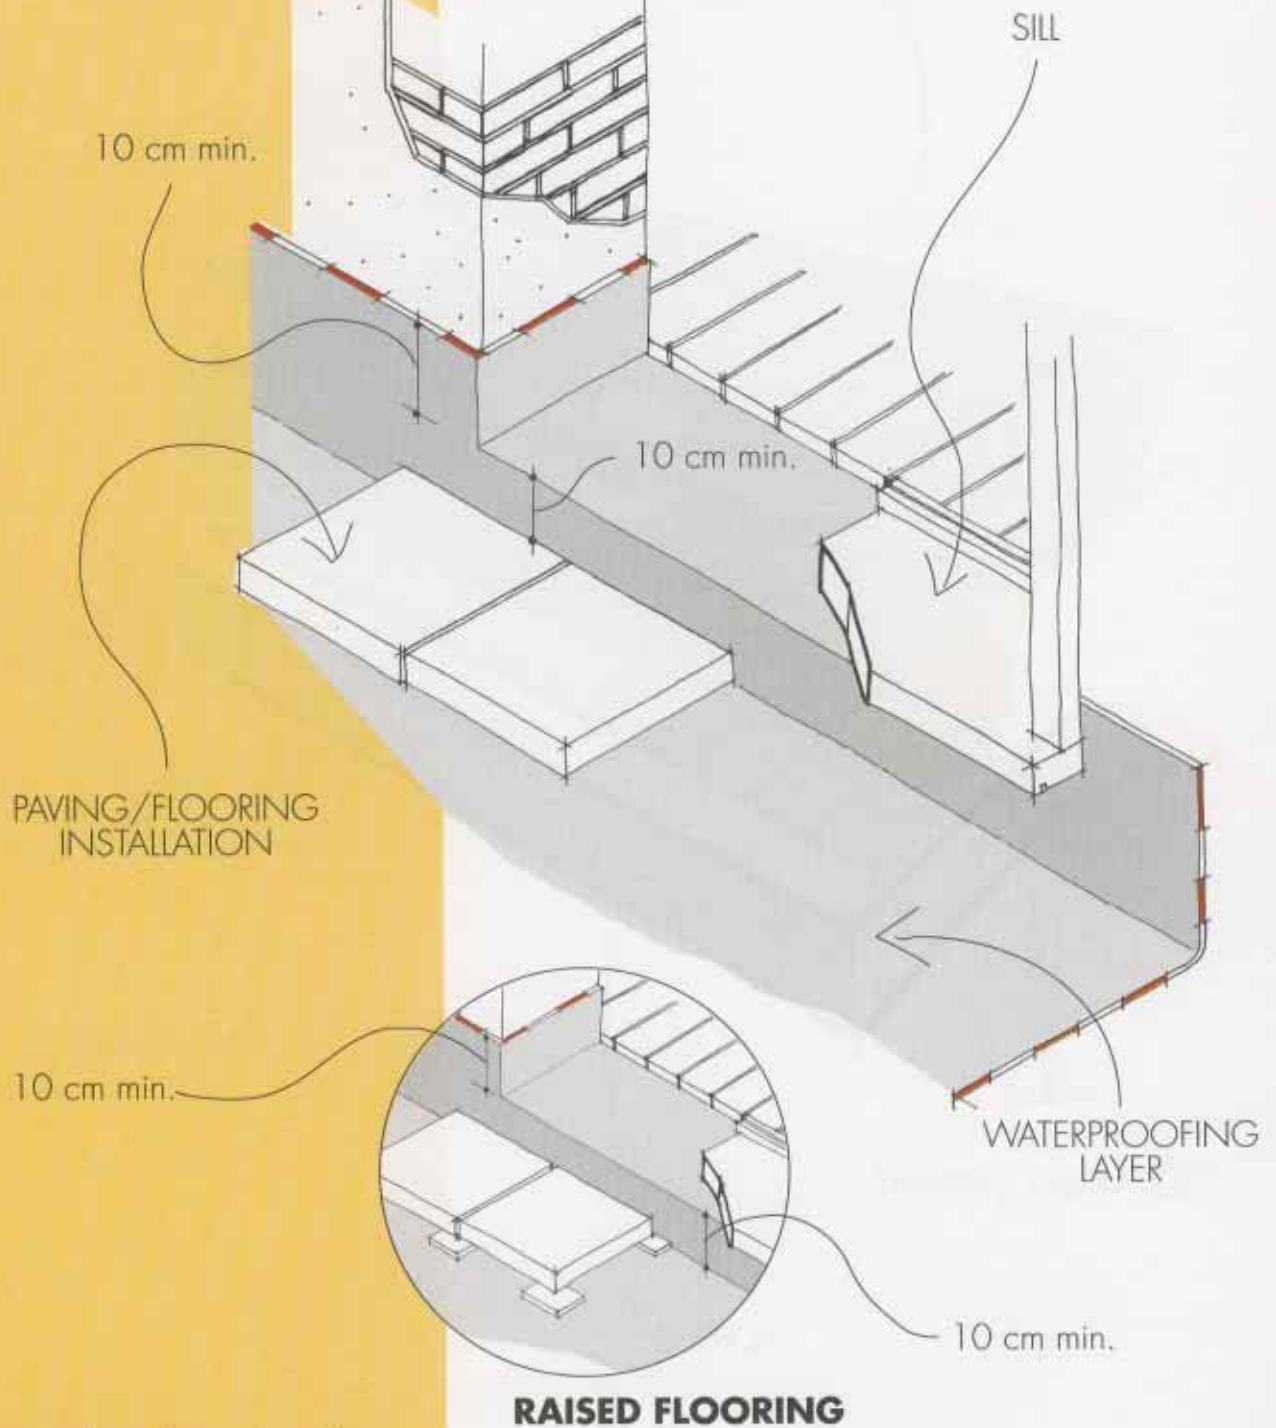 SILL
10 cm min.
10 cm min.
PAVING/FLOORING
INSTALLATION
10 cm min.
WATERPROOFING
LAYER
10 cm min.
RAISED FLOORING